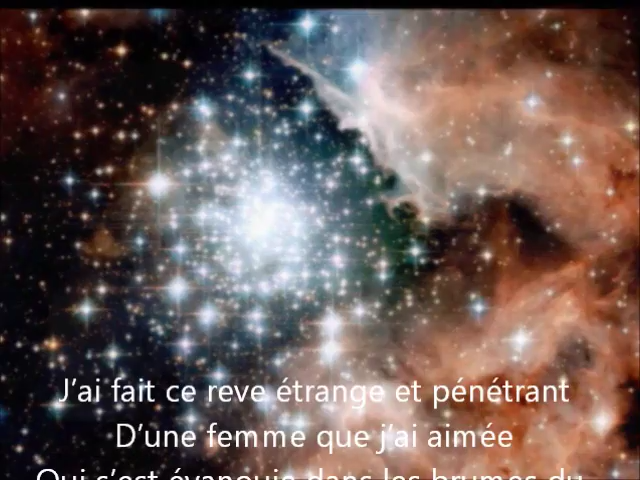 J'ai fait ce reve étrange et pénétrant
D'une femme que j'ai aimée
Qui s'est évanouie dans les brumes du